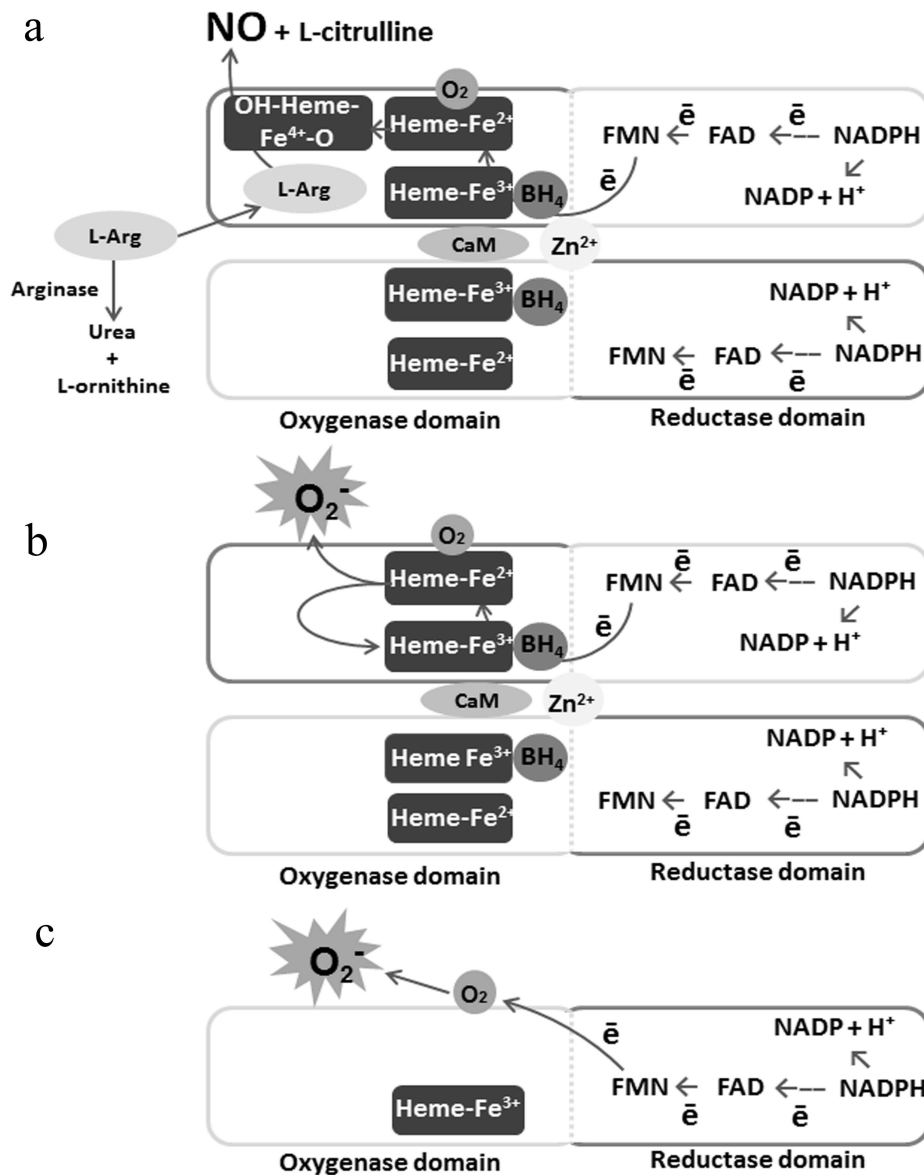 a
NO + L-citrulline
O₂
OH-Heme-
Fe⁴⁺-O
Heme-Fe²⁺
ē
ē
FMN ← FAD ←-- NADPH
L-Arg
Heme-Fe³⁺
BH₄
ē
NADP + H⁺
L-Arg
CaM
Zn²⁺
Arginase
Urea
+
L-ornithine
Heme-Fe³⁺
BH₄
NADP + H⁺
Heme-Fe²⁺
FMN ← FAD ←-- NADPH
ē
ē
Oxygenase domain
Reductase domain
b
O₂⁻
O₂
Heme-Fe²⁺
ē
ē
FMN ← FAD ←-- NADPH
Heme-Fe³⁺
BH₄
ē
NADP + H⁺
CaM
Zn²⁺
Heme Fe³⁺
BH₄
NADP + H⁺
Heme-Fe²⁺
FMN ← FAD ←-- NADPH
ē
ē
Oxygenase domain
Reductase domain
c
O₂⁻
O₂
ē
NADP + H⁺
FMN ← FAD ←-- NADPH
ē
ē
Heme-Fe³⁺
Oxygenase domain
Reductase domain